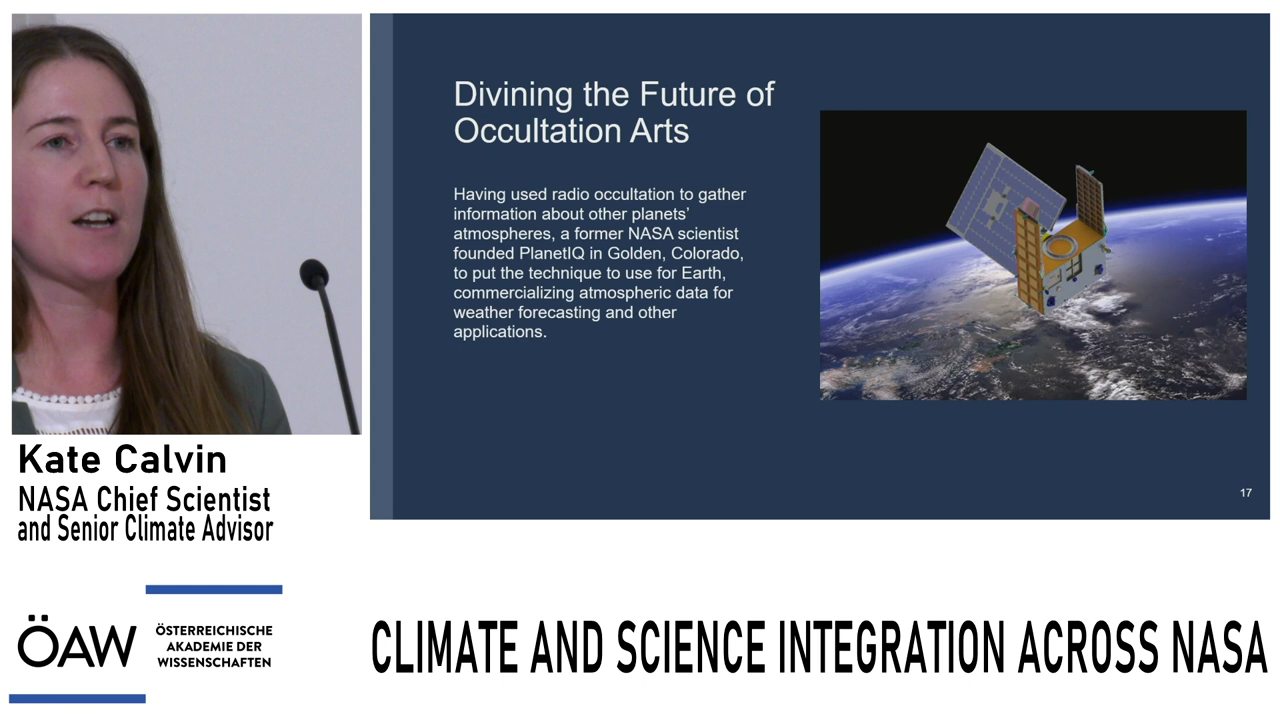 Divining the Future of
Occultation Arts
Having used radio occultation to gather
information about other planets’
atmospheres, a former NASA scientist
founded PlanetIQ in Golden, Colorado,
to put the technique to use for Earth,
commercializing atmospheric data for
weather forecasting and other
applications.
17
Kate Calvin
NASA Chief Scientist
and Senior Climate Advisor
ÖAW
ÖSTERREICHISCHE
AKADEMIE DER
WISSENSCHAFTEN
CLIMATE AND SCIENCE INTEGRATION ACROSS NASA